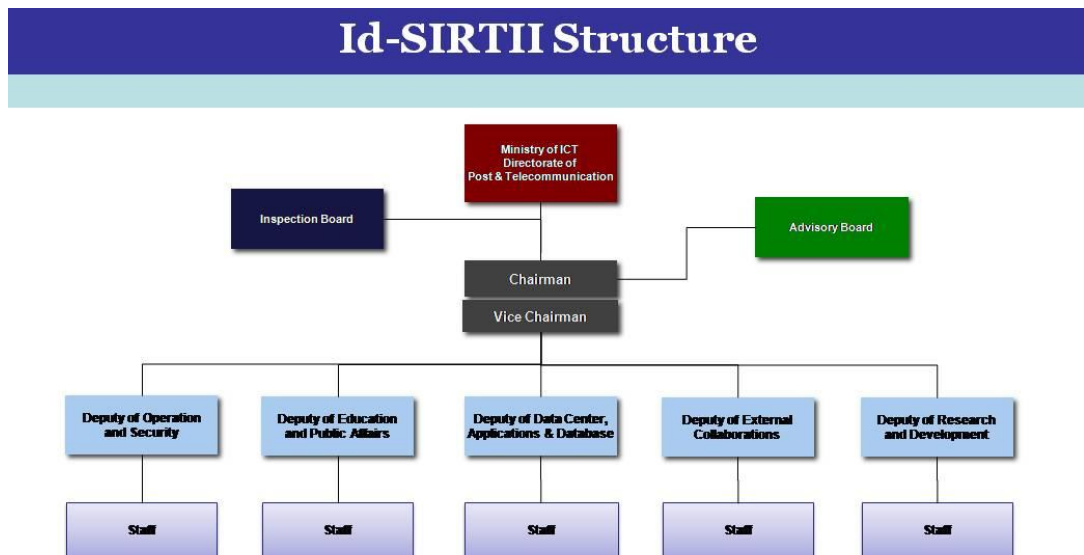 Id-SIRTII Structure
Ministry of ICT
Directorate of
Post & Telecommunication
Inspection Board
Advisory Board
Chairman
Vice Chairman
Deputy of Operation
and Security
Deputy of Education
and Public Affairs
Deputy of Data Center,
Applications & Database
Deputy of External
Collaborations
Deputy of Research
and Development
Staff
Staff
Staff
Staff
Staff